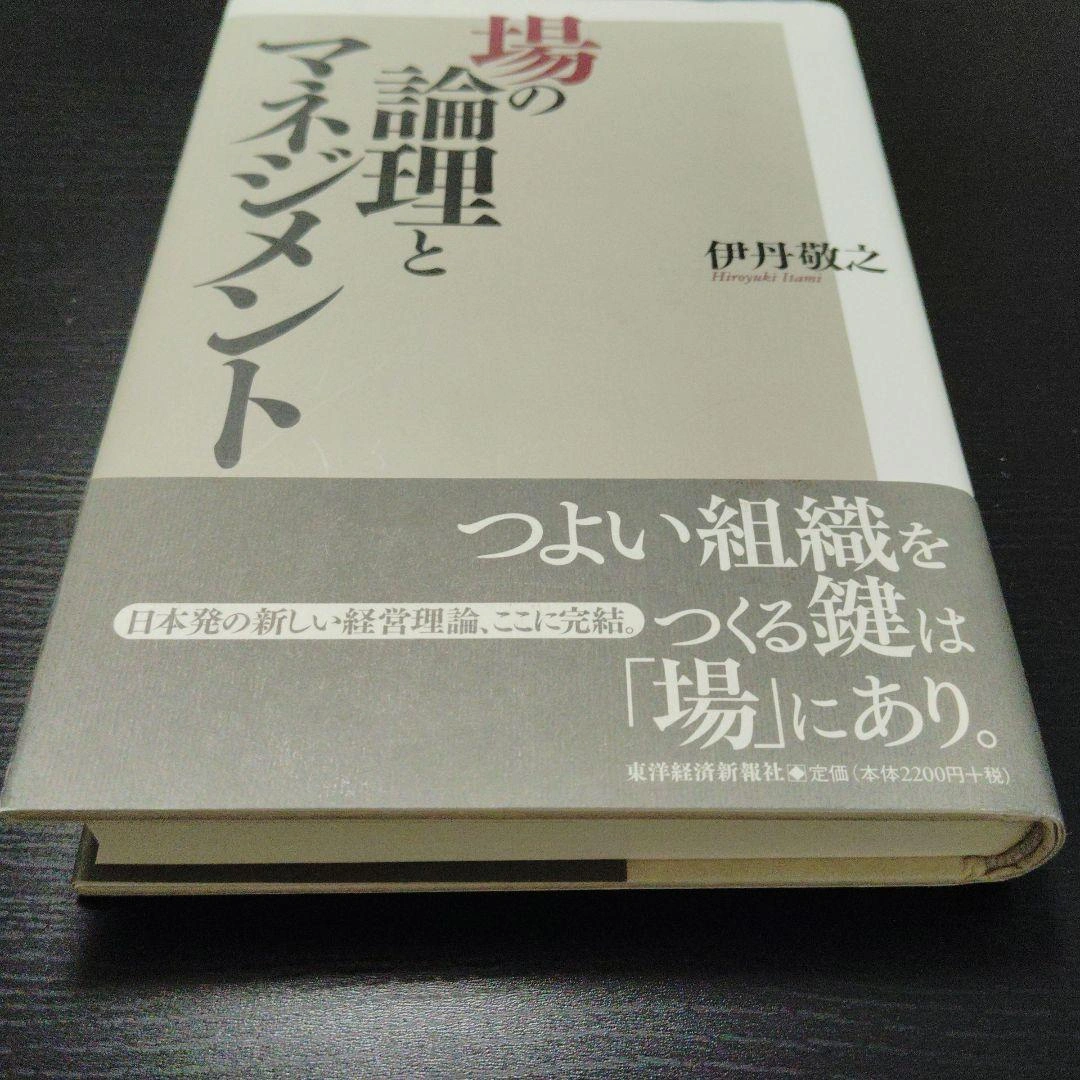 場の
論理と
マネジメント
伊丹敬之
Hiroyuki Itami
つよい組織を
つくる鍵は
「場」にあり。
日本発の新しい経営理論、ここに完結。
東洋経済新報社 定価(本体2200円+税)